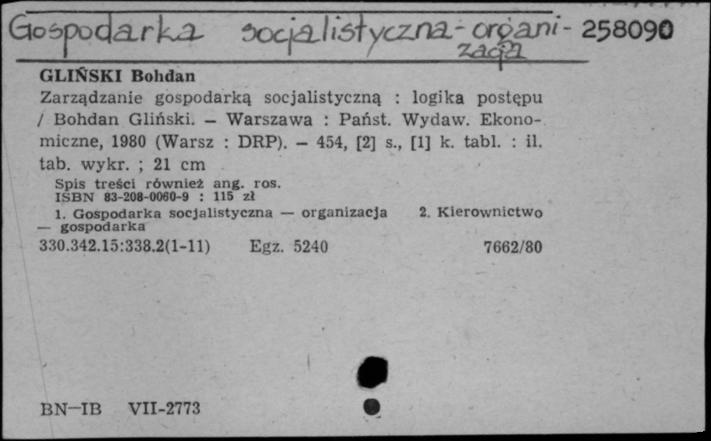 Gospodarka socjalistyczna - organi- 258090
zacja
GLIŃSKI Bohdan
Zarządzanie gospodarką socjalistyczną : logika postępu
/ Bohdan Gliński. — Warszawa : Państ. Wydaw. Ekono-
miczne, 1980 (Warsz : DRP). — 454, [2] s., [1] k. tabl. : il.
tab. wykr. ; 21 cm
Spis treści również ang. ros.
ISBN 83-208-0060-9 : 115 zł
1. Gospodarka socjalistyczna — organizacja 2. Kierownictwo
— gospodarka
330.342.15:338.2(1-11) Egz. 5240 7662/80
BN—IB VII-2773